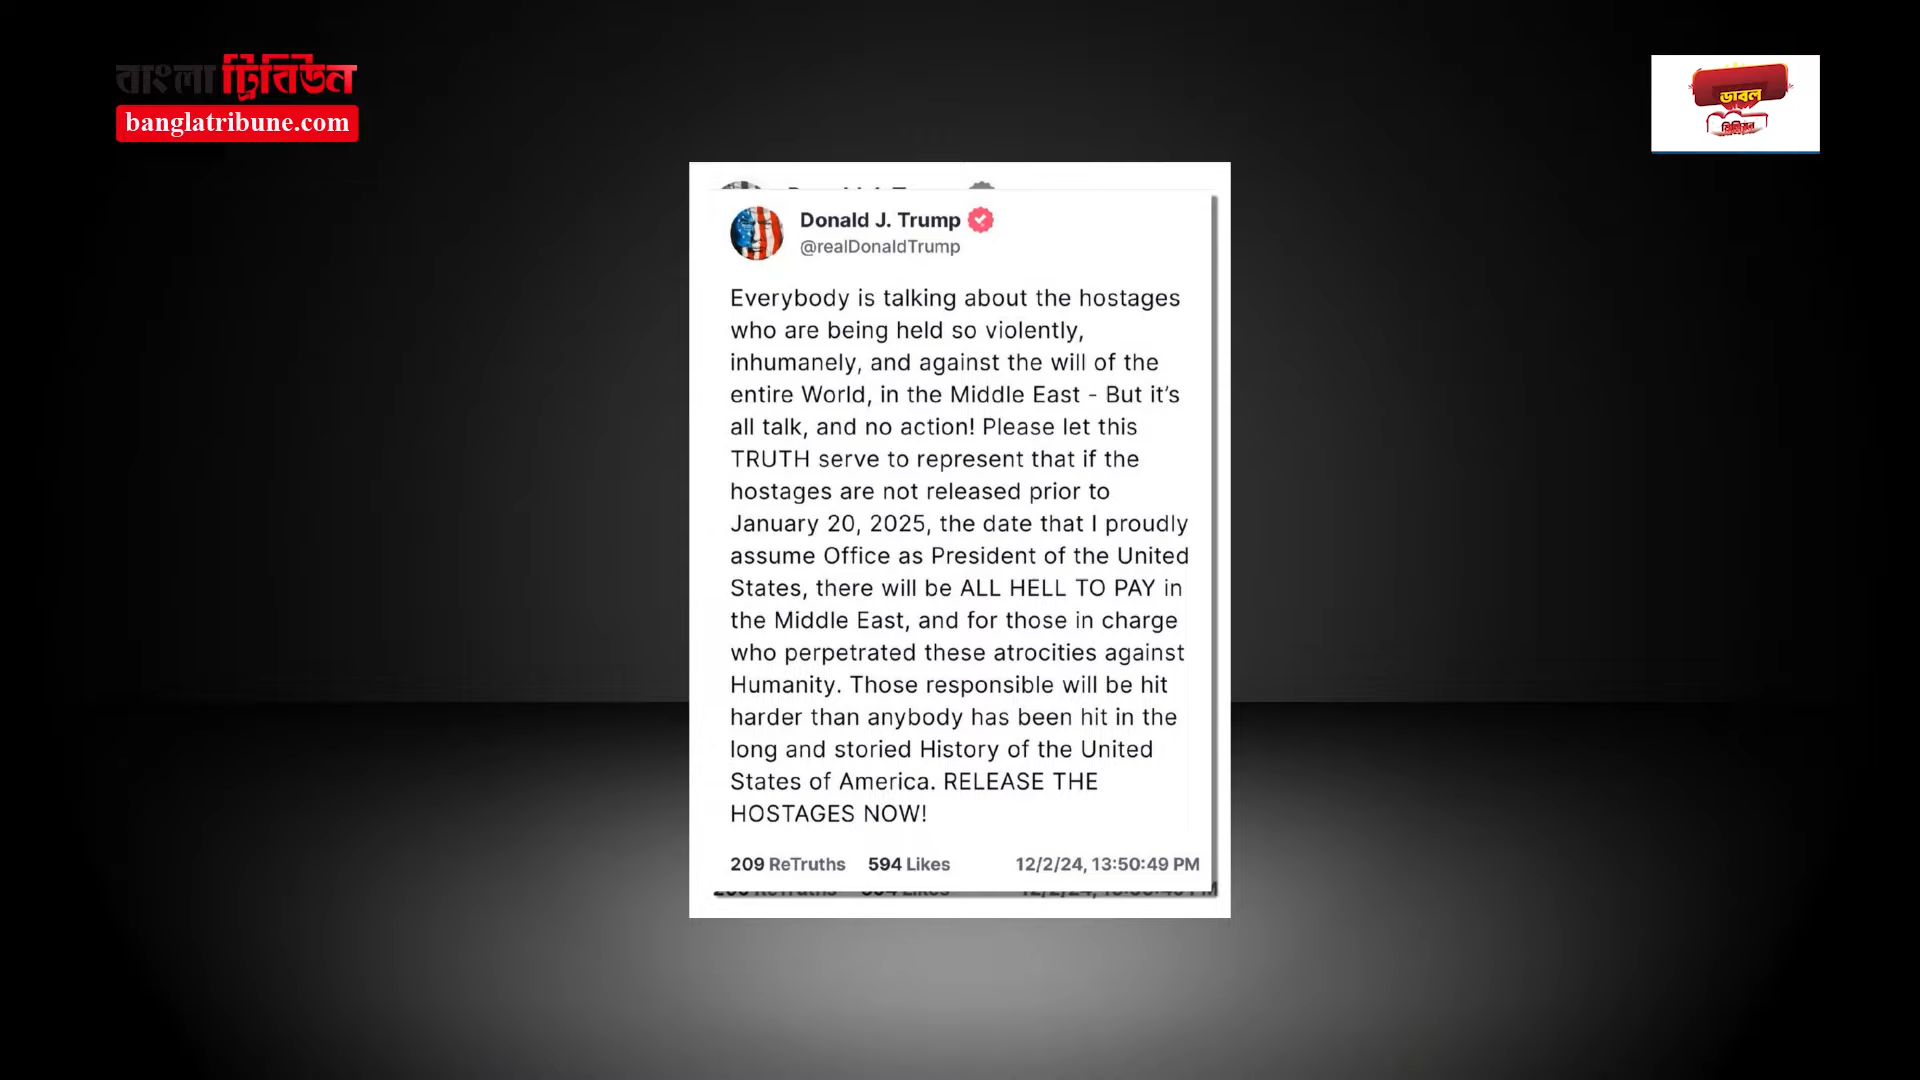 বাংলা ট্রিবিউন
banglatribune.com
ডাবল
মিলিয়ন
Donald J. Trump
@realDonaldTrump
Everybody is talking about the hostages
who are being held so violently,
inhumanely, and against the will of the
entire World, in the Middle East - But it’s
all talk, and no action! Please let this
TRUTH serve to represent that if the
hostages are not released prior to
January 20, 2025, the date that I proudly
assume Office as President of the United
States, there will be ALL HELL TO PAY in
the Middle East, and for those in charge
who perpetrated these atrocities against
Humanity. Those responsible will be hit
harder than anybody has been hit in the
long and storied History of the United
States of America. RELEASE THE
HOSTAGES NOW!
209 ReTruths 594 Likes 12/2/24, 13:50:49 PM